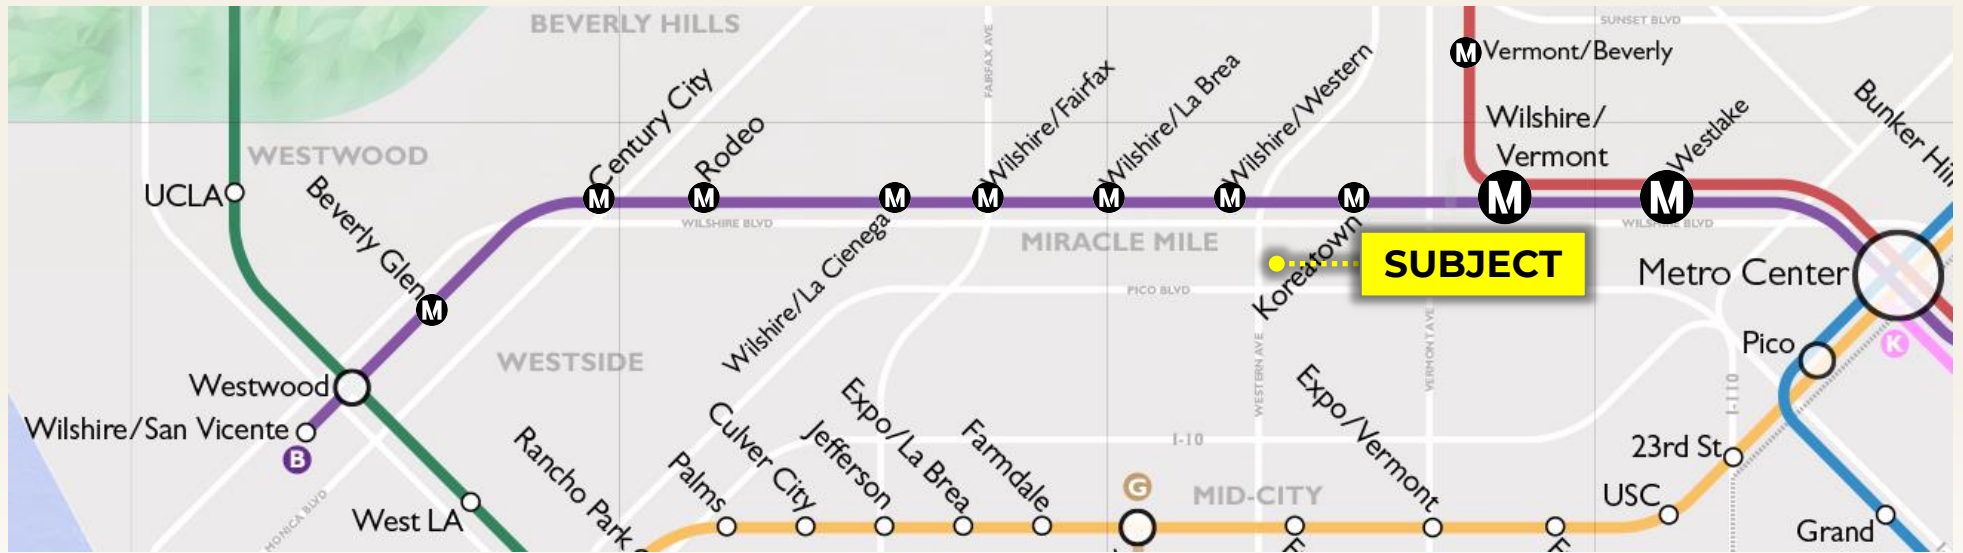 BEVERLY HILLS
SUNSET BLVD
FAIRFAX AVE
M Vermont/Beverly
Century City
Rodeo
Wilshire/Fairfax
Wilshire/La Brea
Wilshire/Western
Wilshire/
Vermont
Westlake
WESTWOOD
UCLA
Beverly Glen
M
M
M
M
M
M
M
M
M
M
WILSHIRE BLVD
WILSHIRE BLVD
Wilshire/La Cienega
MIRACLE MILE
Koreatown
SUBJECT
Metro Center
PICO BLVD
Pico
K
WESTSIDE
WESTERN AVE
VERMONT AVE
I-110
Westwood
Wilshire/San Vicente
B
MONICA BLVD
West LA
Rancho Park
Palms
Culver City
Jefferson
Expo/La Brea
Farmdale
I-10
G
MID-CITY
Expo/Vermont
23rd St
USC
Grand